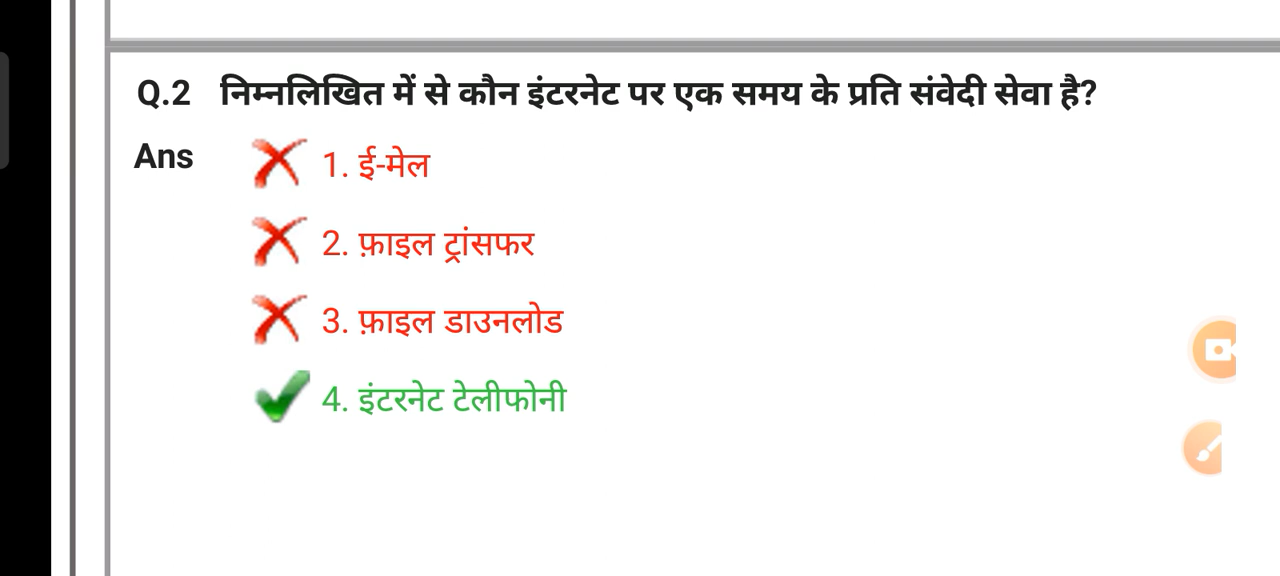 Q.2 निम्नलिखित में से कौन इंटरनेट पर एक समय के प्रति संवेदी सेवा है?
Ans 1. ई-मेल
2. फ़ाइल ट्रांसफर
3. फ़ाइल डाउनलोड
4. इंटरनेट टेलीफोनी